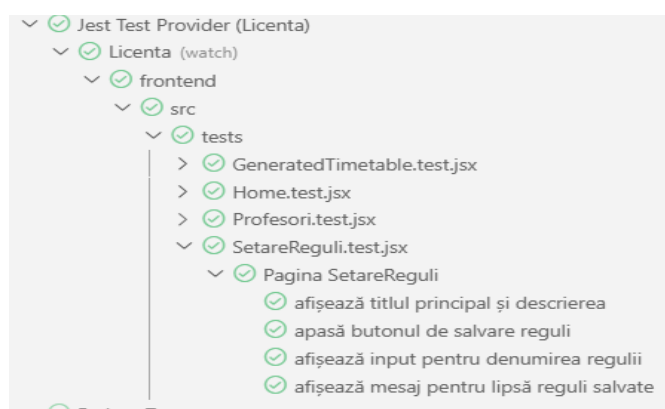 Jest Test Provider (Licenta)
Licenta (watch)
frontend
src
tests
GeneratedTimetable.test.jsx
Home.test.jsx
Profesori.test.jsx
SetareReguli.test.jsx
Pagina SetareReguli
afișează titlul principal și descrierea
apasă butonul de salvare reguli
afișează input pentru denumirea regulii
afișează mesaj pentru lipsă reguli salvate